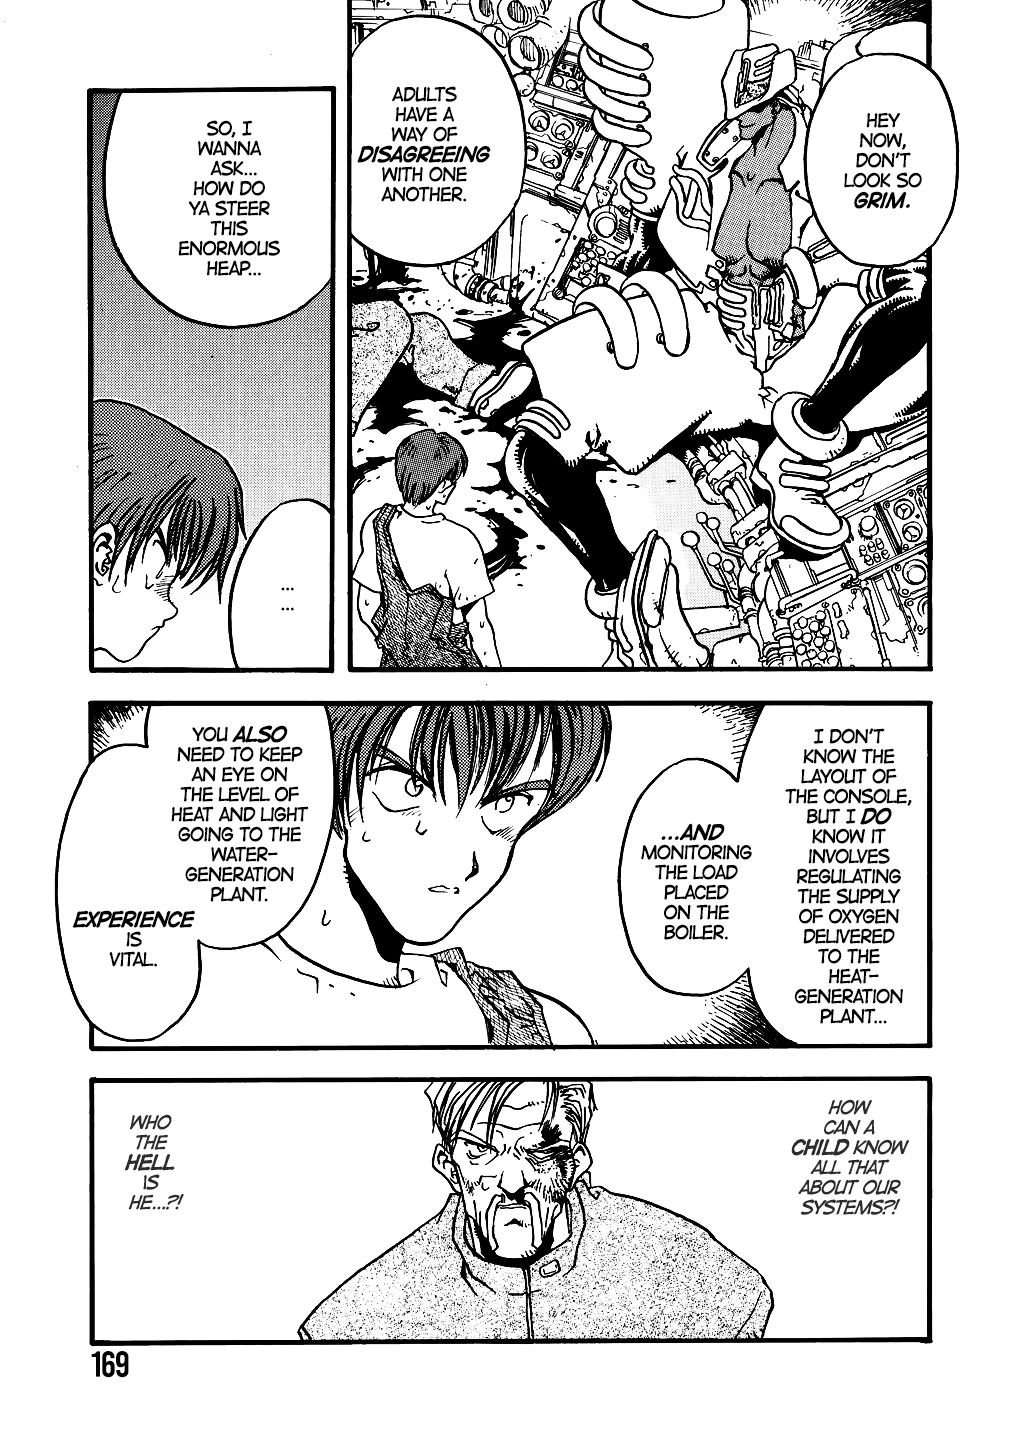 HEY
NOW,
DON'T
LOOK SO
GRIM.
ADULTS
HAVE A
WAY OF
DISAGREEING
WITH ONE
ANOTHER.
SO, I
WANNA
ASK...
HOW DO
YA STEER
THIS
ENORMOUS
HEAP...
...
...
I DON'T
KNOW THE
LAYOUT OF
THE CONSOLE,
BUT I DO
KNOW IT
INVOLVES
REGULATING
THE SUPPLY
OF OXYGEN
DELIVERED
TO THE
HEAT-
GENERATION
PLANT...
...AND
MONITORING
THE LOAD
PLACED
ON THE
BOILER.
YOU ALSO
NEED TO KEEP
AN EYE ON
THE LEVEL OF
HEAT AND LIGHT
GOING TO THE
WATER-
GENERATION
PLANT.
EXPERIENCE
IS
VITAL.
HOW
CAN A
CHILD KNOW
ALL THAT
ABOUT OUR
SYSTEMS?!
WHO
THE
HELL
IS
HE...?!
169